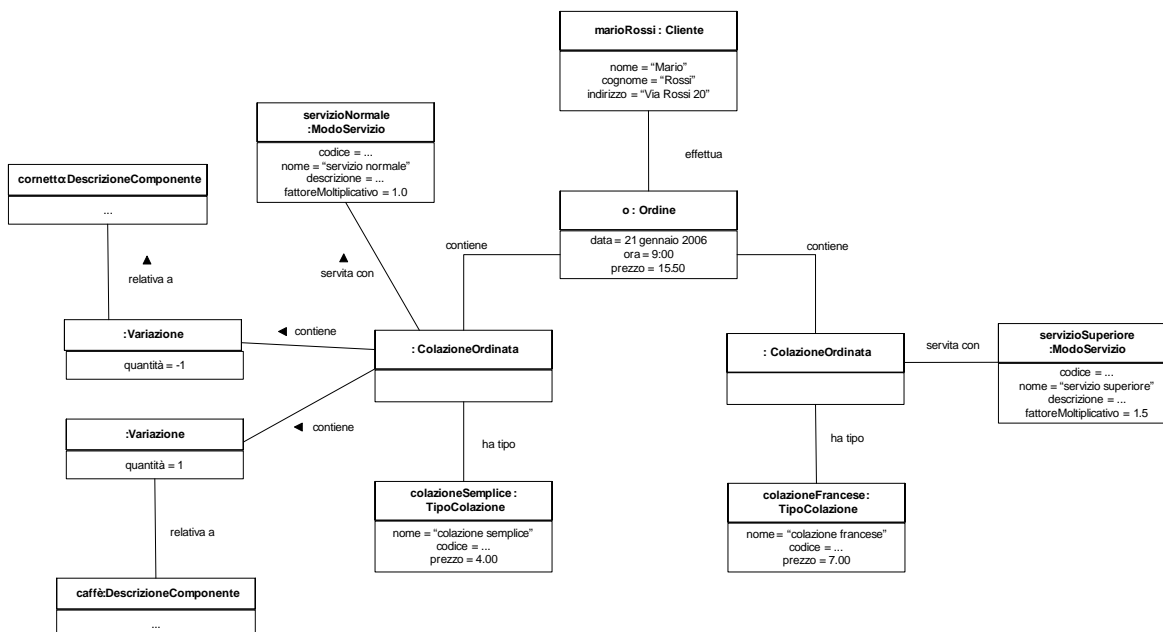 marioRossi : Cliente
nome = “Mario”
cognome = “Rossi”
indirizzo = “Via Rossi 20”
effettua
servizioNormale
:ModoServizio
codice = ...
nome = “servizio normale”
descrizione = ...
fattoreMoltiplicativo = 1.0
cornetto:DescrizioneComponente
...
o : Ordine
data = 21 gennaio 2006
ora = 9:00
prezzo = 15.50
contiene
contiene
servita con
relativa a
:Variazione
quantità = -1
contiene
: ColazioneOrdinata
: ColazioneOrdinata
servita con
servizioSuperiore
:ModoServizio
codice = ...
nome = “servizio superiore”
descrizione = ...
fattoreMoltiplicativo = 1.5
:Variazione
quantità = 1
contiene
ha tipo
ha tipo
colazioneSemplice :
TipoColazione
nome = “colazione semplice”
codice = ...
prezzo = 4.00
colazioneFrancese :
TipoColazione
nome = “colazione francese”
codice = ...
prezzo = 7.00
relativa a
caffè:DescrizioneComponente
...